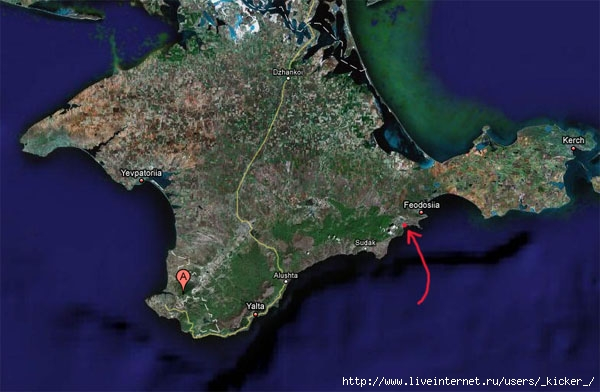 Dzhankoi
Kerch
Yevpatoriia
Feodosiia
Sudak
Alushta
A
Yalta
http://www.liveinternet.ru/users/_kicker_/